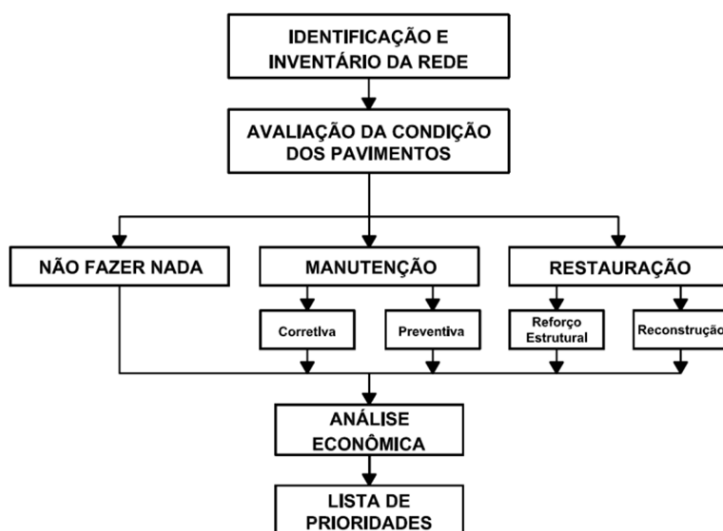 IDENTIFICAÇÃO E
INVENTÁRIO DA REDE
AVALIAÇÃO DA CONDIÇÃO
DOS PAVIMENTOS
NÃO FAZER NADA
MANUTENÇÃO
RESTAURAÇÃO
Corretiva
Preventiva
Reforço
Estrutural
Reconstrução
ANÁLISE
ECONÔMICA
LISTA DE
PRIORIDADES